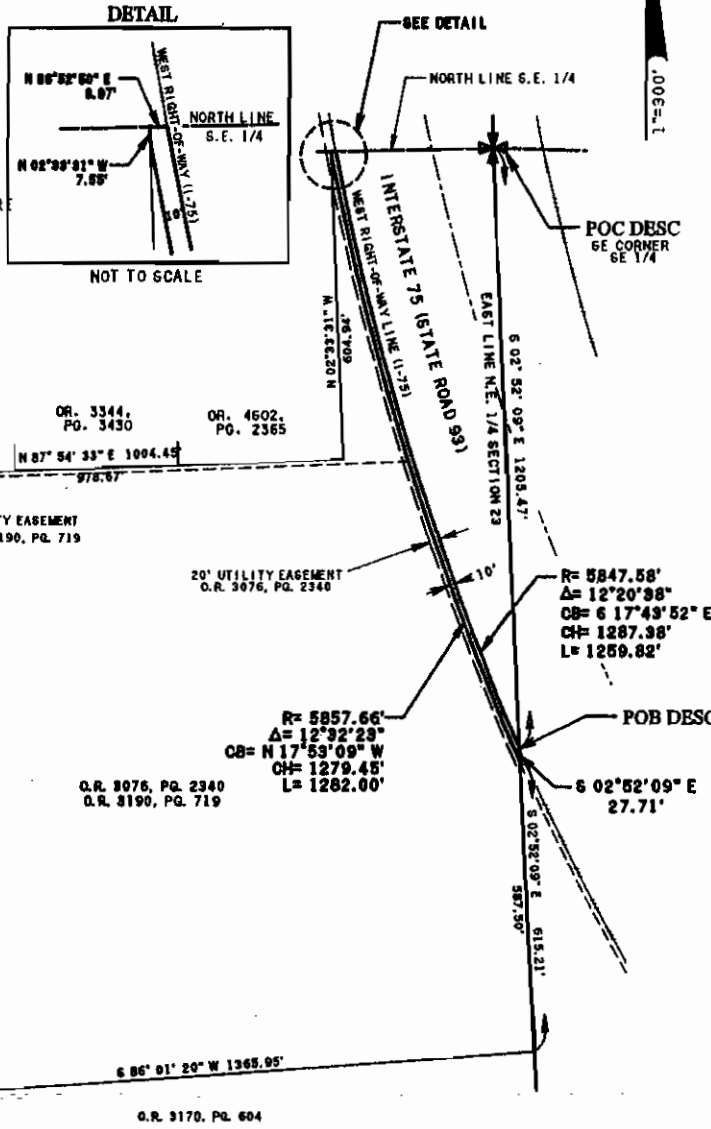 DETAIL
N 86°52'50" E
8.97'
WEST RIGHT-OF-WAY (I-75)
NORTH LINE
S.E. 1/4
N 02°33'31" W
7.55'
10'
NOT TO SCALE
SEE DETAIL
NORTH LINE S.E. 1/4
1"=300'
POC DESC
SE CORNER
SE 1/4
INTERSTATE 75 (STATE ROAD 93)
WEST RIGHT-OF-WAY LINE (I-75)
N 02°33'31" W
604.94'
EAST LINE N.E. 1/4 SECTION 23
S 02° 52' 09" E 1205.47'
OR. 3344,
PG. 3430
OR. 4602,
PG. 2365
N 87° 54' 33" E 1004.45'
978.67'
TY EASEMENT
190, PG. 719
20' UTILITY EASEMENT
O.R. 3076, PG. 2340
10'
R= 5847.58'
Δ= 12°20'38"
CB= S 17°43'52" E
CH= 1287.38'
L= 1259.82'
R= 5857.66'
Δ= 12°32'23"
CB= N 17°53'09" W
CH= 1279.45'
L= 1282.00'
POB DESC
O.R. 3076, PG. 2340
O.R. 3190, PG. 719
S 02°52'09" E
27.71'
S 02°52'09" E 615.21'
587.50'
S 86° 01' 20" W 1365.95'
O.R. 3170, PG. 604